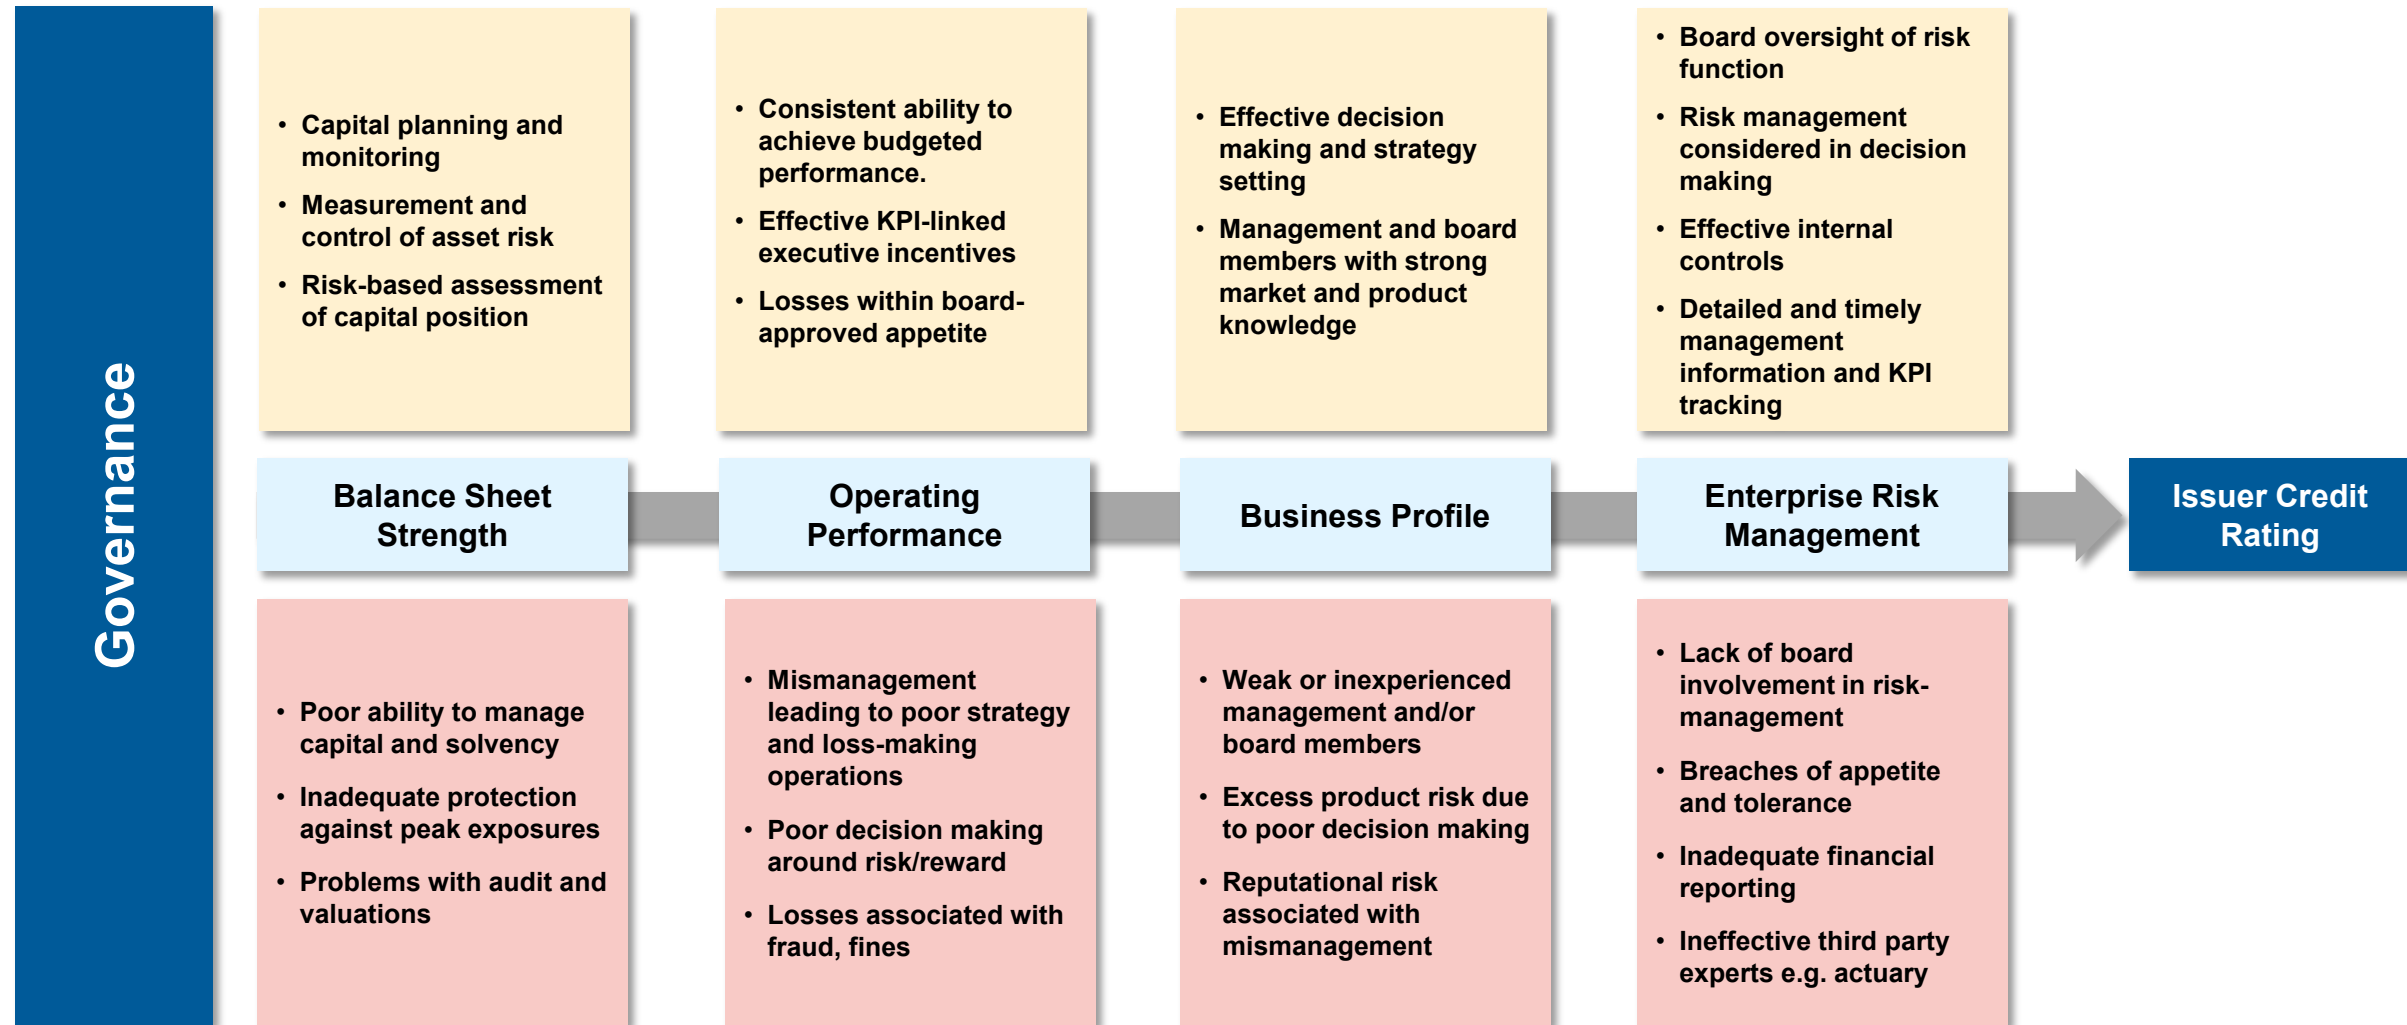 Governance
• Capital planning and
monitoring
• Measurement and
control of asset risk
• Risk-based assessment
of capital position
• Consistent ability to
achieve budgeted
performance.
• Effective KPI-linked
executive incentives
• Losses within board-
approved appetite
• Effective decision
making and strategy
setting
• Management and board
members with strong
market and product
knowledge
• Board oversight of risk
function
• Risk management
considered in decision
making
• Effective internal
controls
• Detailed and timely
management
information and KPI
tracking
Balance Sheet
Strength
Operating
Performance
Business Profile
Enterprise Risk
Management
Issuer Credit
Rating
• Poor ability to manage
capital and solvency
• Inadequate protection
against peak exposures
• Problems with audit and
valuations
• Mismanagement
leading to poor strategy
and loss-making
operations
• Poor decision making
around risk/reward
• Losses associated with
fraud, fines
• Weak or inexperienced
management and/or
board members
• Excess product risk due
to poor decision making
• Reputational risk
associated with
mismanagement
• Lack of board
involvement in risk-
management
• Breaches of appetite
and tolerance
• Inadequate financial
reporting
• Ineffective third party
experts e.g. actuary